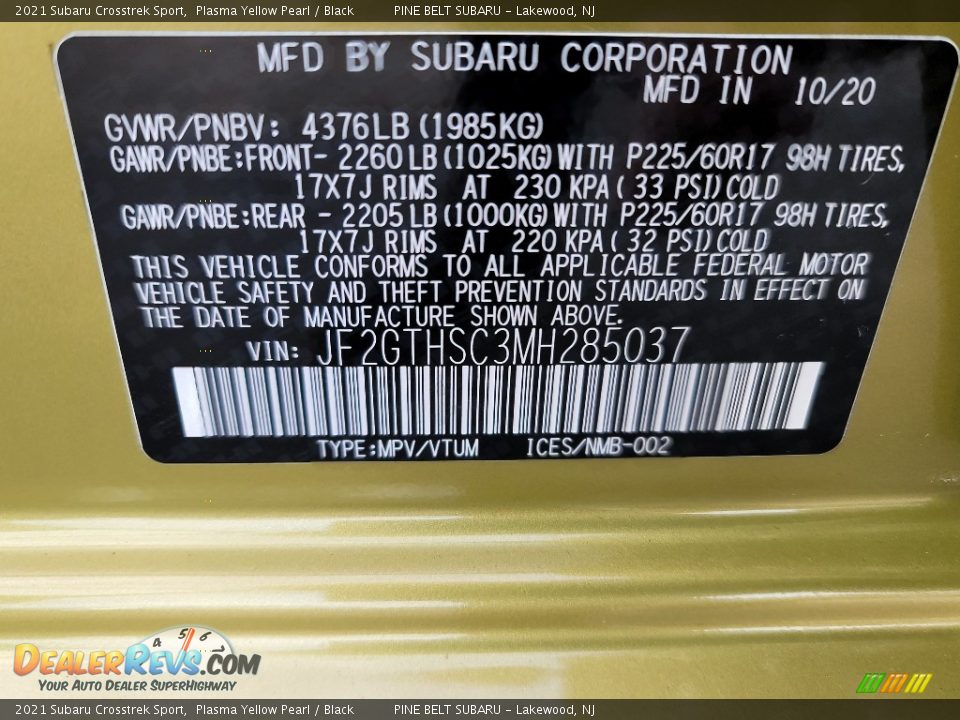 2021 Subaru Crosstrek Sport, Plasma Yellow Pearl / Black PINE BELT SUBARU - Lakewood, NJ
MFD BY SUBARU CORPORATION
MFD IN 10/20
GVWR/PNBV: 4376LB(1985KG)
GAWR/PNBE:FRONT- 2260LB(1025KG)WITH P225/60R17 98H TIRES,
17X7J RIMS AT 230 KPA(33 PSI)COLD
GAWR/PNBE:REAR - 2205LB(1000KG)WITH P225/60R17 98H TIRES,
17X7J RIMS AT 220 KPA(32 PSI)COLD
THIS VEHICLE CONFORMS TO ALL APPLICABLE FEDERAL MOTOR
VEHICLE SAFETY AND THEFT PREVENTION STANDARDS IN EFFECT ON
THE DATE OF MANUFACTURE SHOWN ABOVE.
VIN: JF2GTHSC3MH285037
TYPE:MPV/VTUM ICES/NMB-002
4 5 6
DEALERREVS.COM
YOUR AUTO DEALER SUPERHIGHWAY
2021 Subaru Crosstrek Sport, Plasma Yellow Pearl / Black PINE BELT SUBARU - Lakewood, NJ